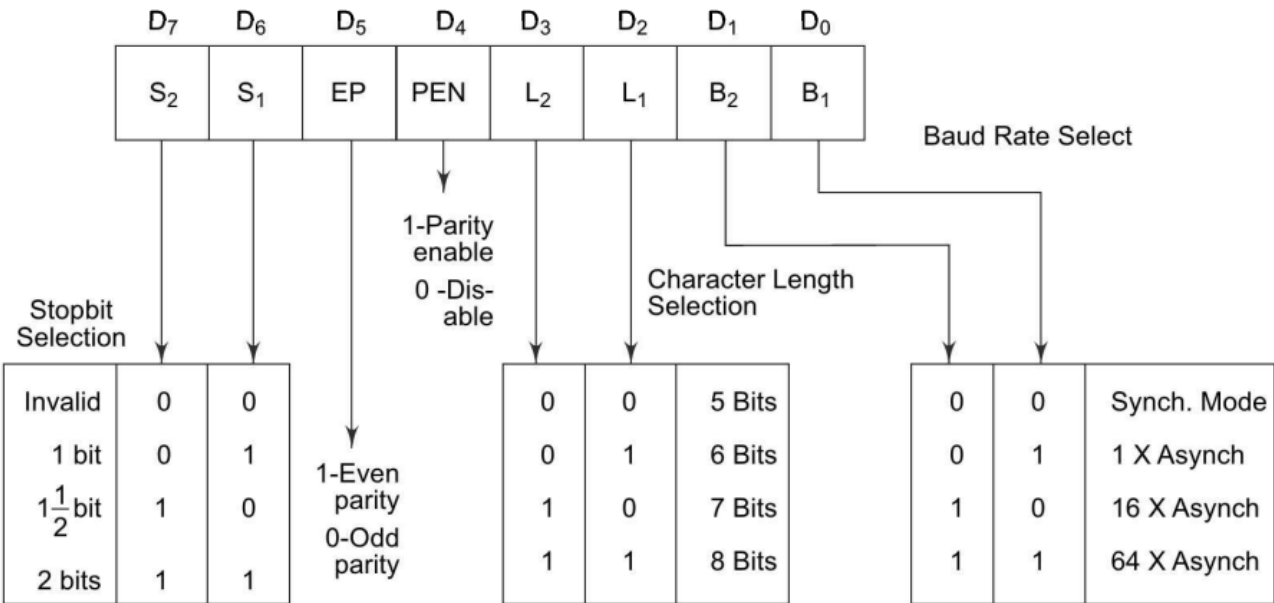 D₇ D₆ D₅ D₄ D₃ D₂ D₁ D₀
S₂ S₁ EP PEN L₂ L₁ B₂ B₁
Baud Rate Select
1-Parity
enable
0 -Dis-
able
Character Length
Selection
Stopbit
Selection
Invalid 0 0
1 bit 0 1
1 1/2 bit 1 0
2 bits 1 1
1-Even
parity
0-Odd
parity
0 0 5 Bits
0 1 6 Bits
1 0 7 Bits
1 1 8 Bits
0 0 Synch. Mode
0 1 1 X Asynch
1 0 16 X Asynch
1 1 64 X Asynch